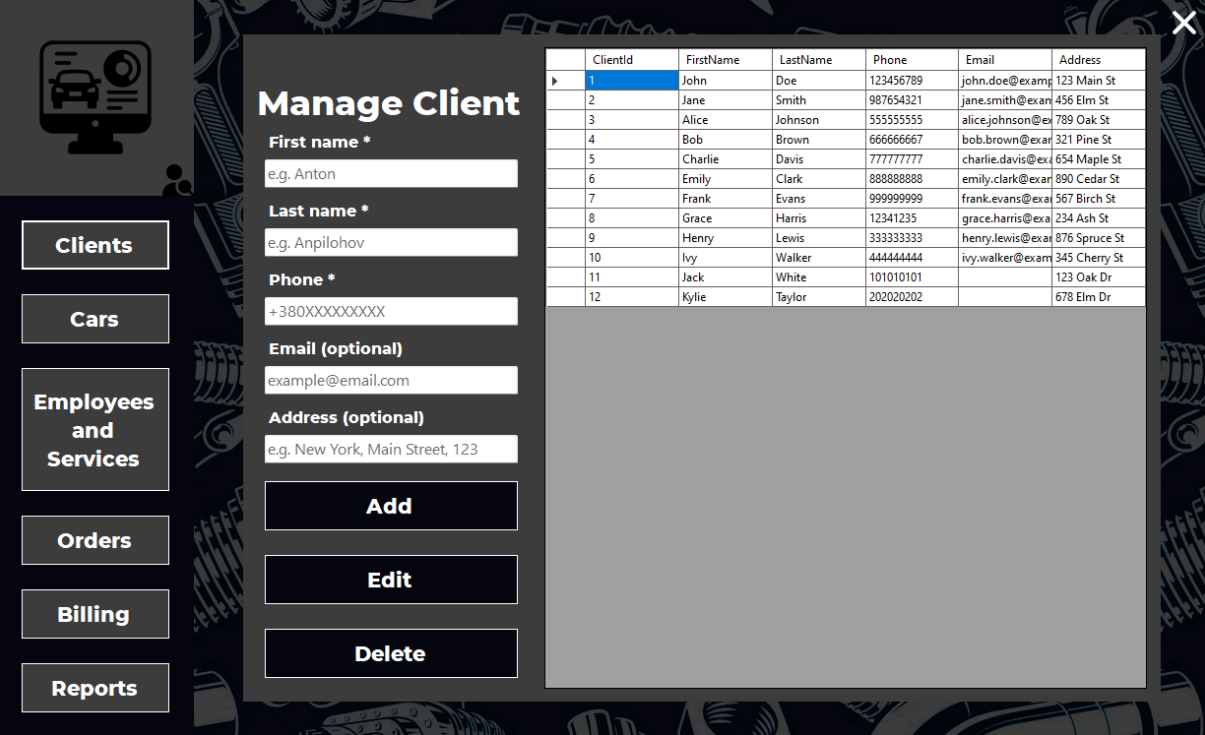 Clients
Cars
Employees
and
Services
Orders
Billing
Reports
Manage Client
First name *
e.g. Anton
Last name *
e.g. Anpilohov
Phone *
+380XXXXXXXXX
Email (optional)
example@email.com
Address (optional)
e.g. New York, Main Street, 123
Add
Edit
Delete
ClientId FirstName LastName Phone Email Address
1 John Doe 123456789 john.doe@examp 123 Main St
2 Jane Smith 987654321 jane.smith@exam 456 Elm St
3 Alice Johnson 555555555 alice.johnson@ex 789 Oak St
4 Bob Brown 666666667 bob.brown@exar 321 Pine St
5 Charlie Davis 777777777 charlie.davis@exa 654 Maple St
6 Emily Clark 888888888 emily.clark@exar 890 Cedar St
7 Frank Evans 999999999 frank.evans@exar 567 Birch St
8 Grace Harris 12341235 grace.harris@exa 234 Ash St
9 Henry Lewis 333333333 henry.lewis@exar 876 Spruce St
10 Ivy Walker 444444444 ivy.walker@exam 345 Cherry St
11 Jack White 101010101 123 Oak Dr
12 Kylie Taylor 202020202 678 Elm Dr